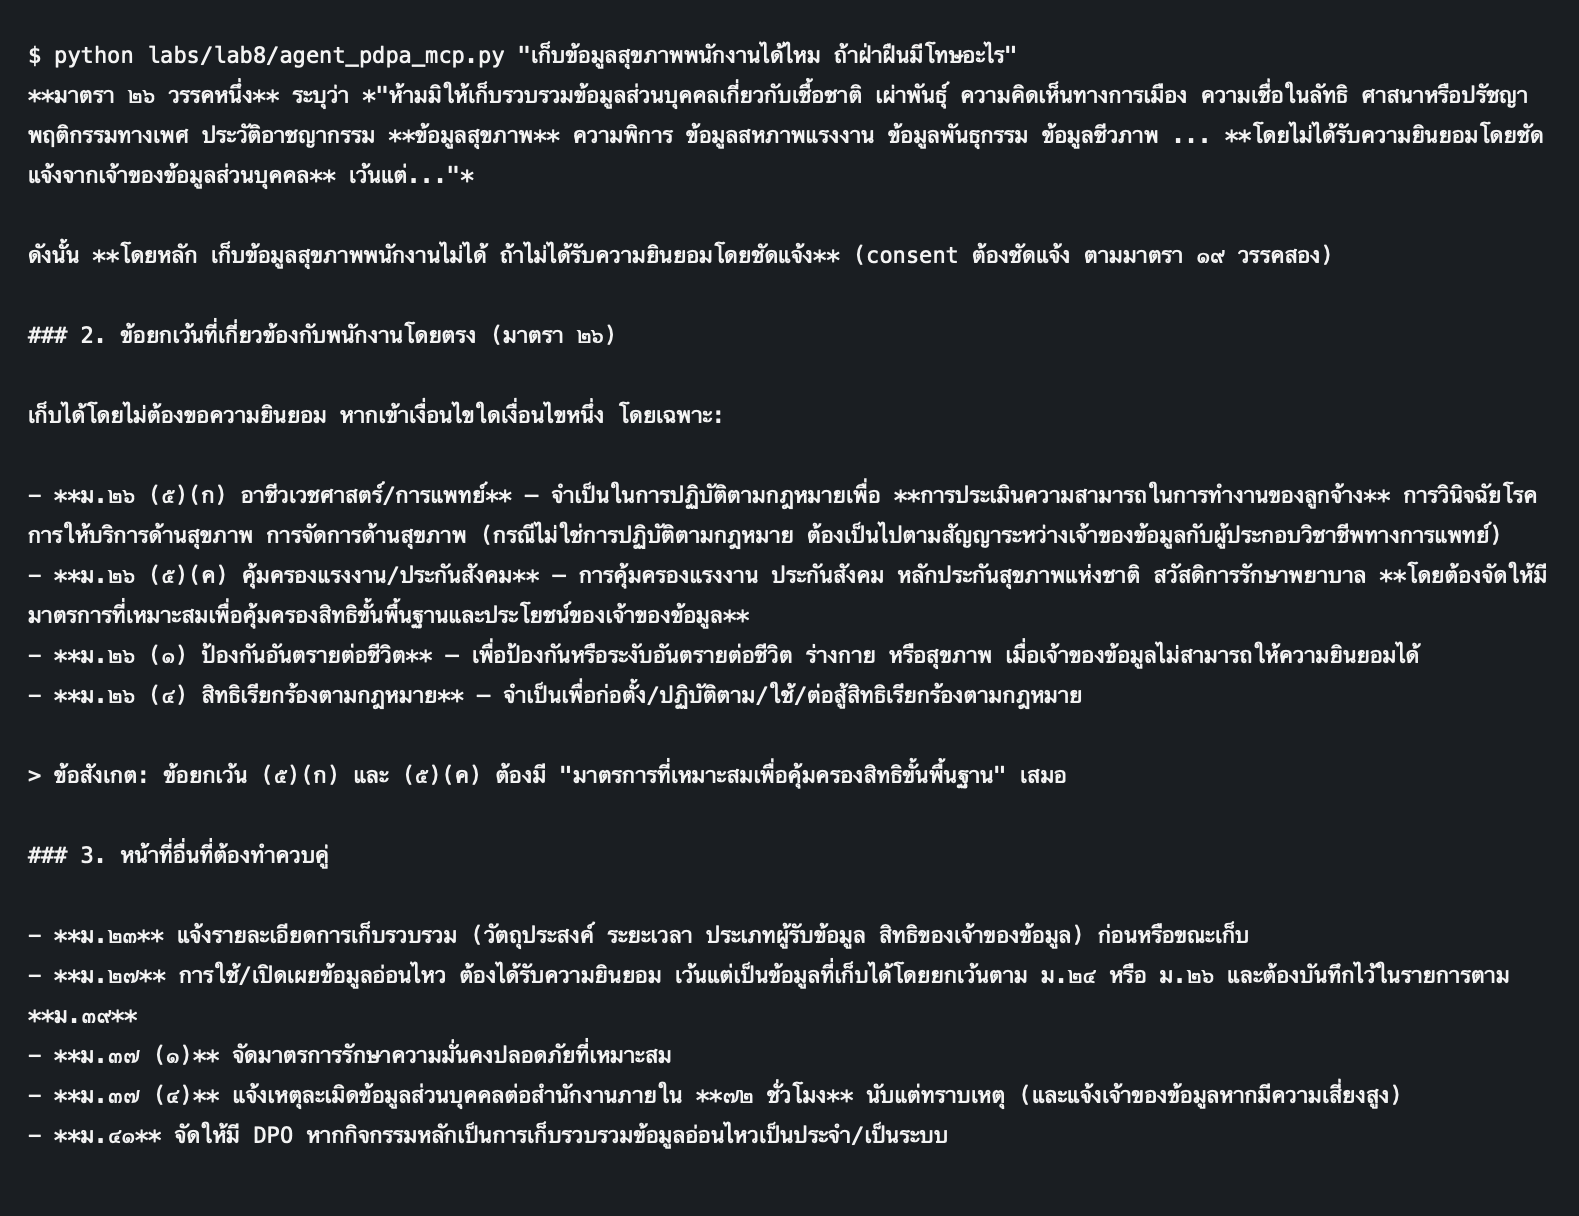 $ python labs/lab8/agent_pdpa_mcp.py "เก็บข้อมูลสุขภาพพนักงานได้ไหม ถ้าฝ่าฝืนมีโทษอะไร"
**มาตรา ๒๖ วรรคหนึ่ง** ระบุว่า *"ห้ามมิให้เก็บรวบรวมข้อมูลส่วนบุคคลเกี่ยวกับเชื้อชาติ เผ่าพันธุ์ ความคิดเห็นทางการเมือง ความเชื่อในลัทธิ ศาสนาหรือปรัชญา
พฤติกรรมทางเพศ ประวัติอาชญากรรม **ข้อมูลสุขภาพ** ความพิการ ข้อมูลสหภาพแรงงาน ข้อมูลพันธุกรรม ข้อมูลชีวภาพ ... **โดยไม่ได้รับความยินยอมโดยชัด
แจ้งจากเจ้าของข้อมูลส่วนบุคคล** เว้นแต่..."*
ดังนั้น **โดยหลัก เก็บข้อมูลสุขภาพพนักงานไม่ได้ ถ้าไม่ได้รับความยินยอมโดยชัดแจ้ง** (consent ต้องชัดแจ้ง ตามมาตรา ๑๙ วรรคสอง)
### 2. ข้อยกเว้นที่เกี่ยวข้องกับพนักงานโดยตรง (มาตรา ๒๖)
เก็บได้โดยไม่ต้องขอความยินยอม หากเข้าเงื่อนไขใดเงื่อนไขหนึ่ง โดยเฉพาะ:
– **ม.๒๖ (๕)(ก) อาชีวเวชศาสตร์/การแพทย์** — จำเป็นในการปฏิบัติตามกฎหมายเพื่อ **การประเมินความสามารถในการทำงานของลูกจ้าง** การวินิจฉัยโรค
การให้บริการด้านสุขภาพ การจัดการด้านสุขภาพ (กรณีไม่ใช่การปฏิบัติตามกฎหมาย ต้องเป็นไปตามสัญญาระหว่างเจ้าของข้อมูลกับผู้ประกอบวิชาชีพทางการแพทย์)
– **ม.๒๖ (๕)(ค) คุ้มครองแรงงาน/ประกันสังคม** — การคุ้มครองแรงงาน ประกันสังคม หลักประกันสุขภาพแห่งชาติ สวัสดิการรักษาพยาบาล **โดยต้องจัดให้มี
มาตรการที่เหมาะสมเพื่อคุ้มครองสิทธิขั้นพื้นฐานและประโยชน์ของเจ้าของข้อมูล**
– **ม.๒๖ (๑) ป้องกันอันตรายต่อชีวิต** — เพื่อป้องกันหรือระงับอันตรายต่อชีวิต ร่างกาย หรือสุขภาพ เมื่อเจ้าของข้อมูลไม่สามารถให้ความยินยอมได้
– **ม.๒๖ (๔) สิทธิเรียกร้องตามกฎหมาย** — จำเป็นเพื่อก่อตั้ง/ปฏิบัติตาม/ใช้/ต่อสู้สิทธิเรียกร้องตามกฎหมาย
> ข้อสังเกต: ข้อยกเว้น (๕)(ก) และ (๕)(ค) ต้องมี "มาตรการที่เหมาะสมเพื่อคุ้มครองสิทธิขั้นพื้นฐาน" เสมอ
### 3. หน้าที่อื่นที่ต้องทำควบคู่
– **ม.๒๓** แจ้งรายละเอียดการเก็บรวบรวม (วัตถุประสงค์ ระยะเวลา ประเภทผู้รับข้อมูล สิทธิของเจ้าของข้อมูล) ก่อนหรือขณะเก็บ
– **ม.๒๗** การใช้/เปิดเผยข้อมูลอ่อนไหว ต้องได้รับความยินยอม เว้นแต่เป็นข้อมูลที่เก็บได้โดยยกเว้นตาม ม.๒๔ หรือ ม.๒๖ และต้องบันทึกไว้ในรายการตาม
**ม.๓๙**
– **ม.๓๗ (๑)** จัดมาตรการรักษาความมั่นคงปลอดภัยที่เหมาะสม
– **ม.๓๗ (๔)** แจ้งเหตุละเมิดข้อมูลส่วนบุคคลต่อสำนักงานภายใน **๗๒ ชั่วโมง** นับแต่ทราบเหตุ (และแจ้งเจ้าของข้อมูลหากมีความเสี่ยงสูง)
– **ม.๔๑** จัดให้มี DPO หากกิจกรรมหลักเป็นการเก็บรวบรวมข้อมูลอ่อนไหวเป็นประจำ/เป็นระบบ